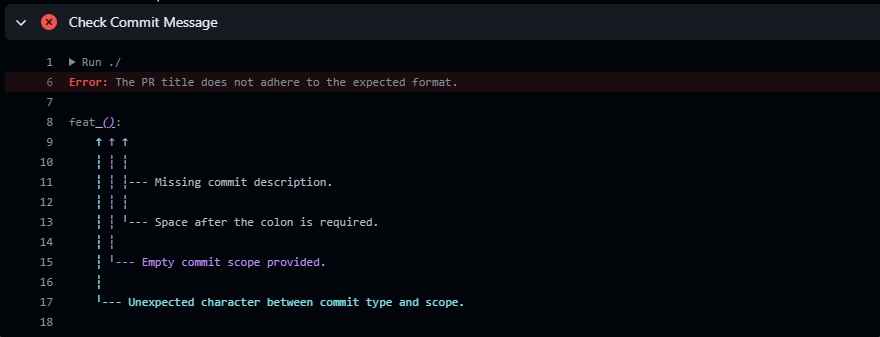 Check Commit Message
1 ▶ Run ./
6 Error: The PR title does not adhere to the expected format.
7
8 feat_():
9     ↑ ↑ ↑
10     ¦ ¦ ¦
11     ¦ ¦ ¦--- Missing commit description.
12     ¦ ¦ ¦
13     ¦ ¦ '--- Space after the colon is required.
14     ¦ ¦
15     ¦ '--- Empty commit scope provided.
16     ¦
17     '--- Unexpected character between commit type and scope.
18